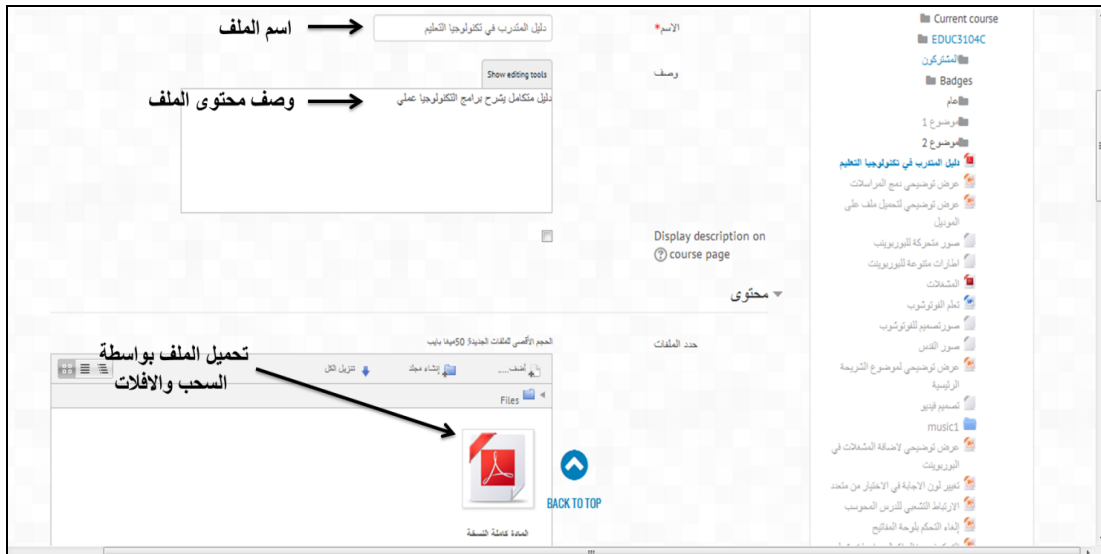 Current course
EDUC3104C
المشتركون
Badges
عام
موضوع 1
موضوع 2
دليل المتدرب في تكنولوجيا التعليم
عرض توضيحي دمج المراسلات
عرض توضيحي لتحميل ملف على
الموديل
صور متحركة للبوربوينت
اطارات متنوعة للبوربوينت
المشغلات
تعلم الفوتوشوب
صور تصميم للفوتوشوب
صور القدس
عرض توضيحي لموضوع الشريحة
الرئيسية
تصميم فيديو
music1
عرض توضيحي لاضافة المشغلات في
البوربوينت
تغيير لون الاجابة في الاختيار من متعدد
الارتباط التشعبي للدرس المحوسب
إلغاء التحكم بلوحة المفاتيح
الاسم*
دليل المتدرب في تكنولوجيا التعليم
اسم الملف
وصف
Show editing tools
دليل متكامل يشرح برامج التكنولوجيا عملي
وصف محتوى الملف
Display description on
course page
محتوى
حدد الملفات
الحجم الأقصى للملفات الجديدة: 50ميغا بايب
أضف.....
إنشاء مجلد
تنزيل الكل
Files
تحميل الملف بواسطة
السحب والافلات
المادة كاملة النسخة
BACK TO TOP